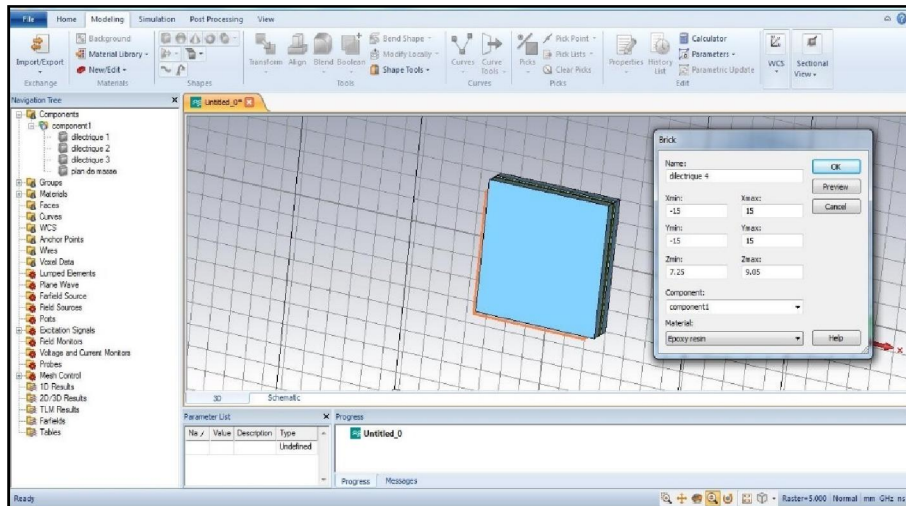 File Home Modeling Simulation Post Processing View
Background
Material Library
New/Edit
Import/Export
Exchange
Materials
Shapes
Transform Align Blend Boolean
Bend Shape
Modify Locally
Shape Tools
Tools
Curves Curve Tools
Curves
Picks
Pick Point
Pick Lists
Clear Picks
Picks
Properties History List
Calculator
Parameters
Parametric Update
Edit
WCS
Sectional View
Navigation Tree
Untitled_0*
Components
component1
dilectrique 1
dilectrique 2
dilectrique 3
plan de masse
Groups
Materials
Faces
Curves
WCS
Anchor Points
Wires
Voxel Data
Lumped Elements
Plane Wave
Farfield Source
Field Sources
Ports
Excitation Signals
Field Monitors
Voltage and Current Monitors
Probes
Mesh Control
1D Results
2D/3D Results
TLM Results
Farfields
Tables
Brick
Name:
dilectrique 4
OK
Preview
Cancel
Xmin: Xmax:
-15 15
Ymin: Ymax:
-15 15
Zmin: Zmax:
7.25 9.05
Component:
component1
Material:
Epoxy resin
Help
x
3D Schematic
Parameter List
Value Description Type
Undefined
Progress
Untitled_0
Progress Messages
Ready
Raster=5.000 Normal mm GHz ns